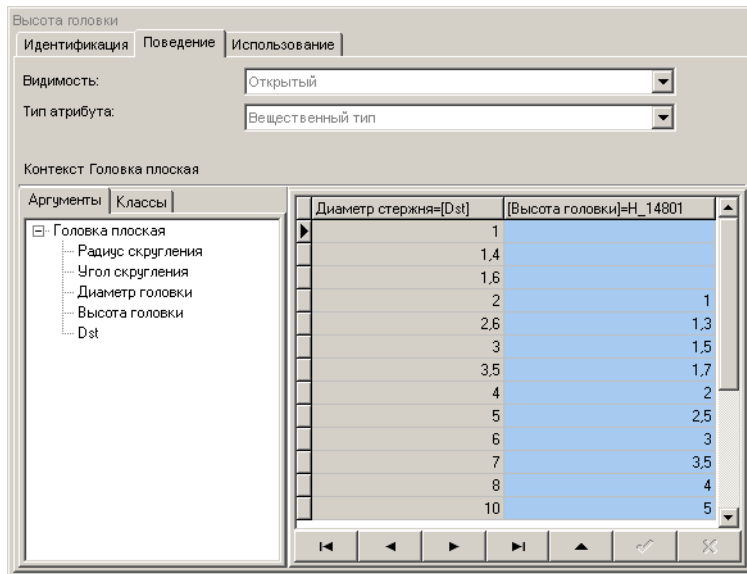 Высота головки
Идентификация Поведение Использование
Видимость: Открытый
Тип атрибута: Вещественный тип
Контекст Головка плоская
Аргументы Классы
Головка плоская
Радиус скругления
Угол скругления
Диаметр головки
Высота головки
Dst
Диаметр стержня=[Dst] [Высота головки]=H_14801
1
1,4
1,6
2 1
2,6 1,3
3 1,5
3,5 1,7
4 2
5 2,5
6 3
7 3,5
8 4
10 5